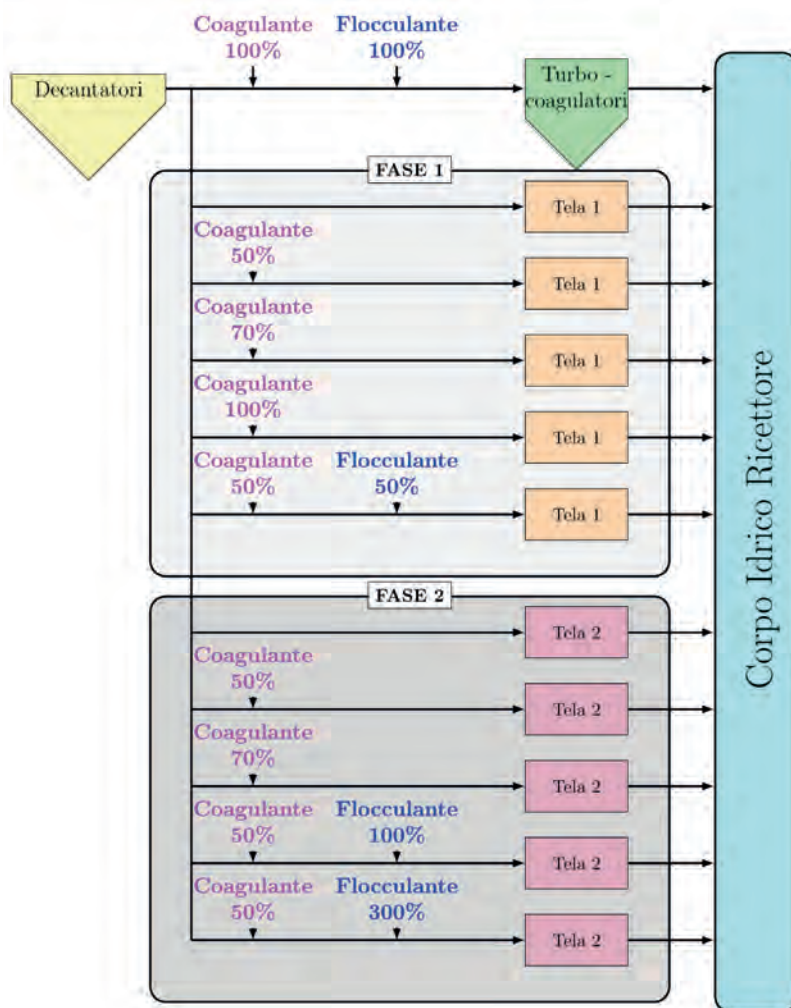 Coagulante
100%
Flocculante
100%
Decantatori
Turbo -
coagulatori
FASE 1
Tela 1
Coagulante
50%
Tela 1
Coagulante
70%
Tela 1
Coagulante
100%
Tela 1
Coagulante
50%
Flocculante
50%
Tela 1
FASE 2
Tela 2
Coagulante
50%
Tela 2
Coagulante
70%
Tela 2
Coagulante
50%
Flocculante
100%
Tela 2
Coagulante
50%
Flocculante
300%
Tela 2
Corpo Idrico Ricettore